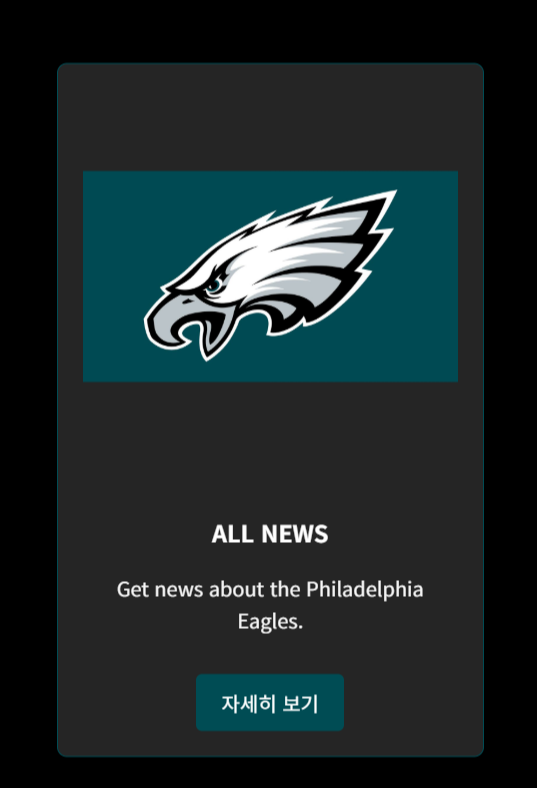 ALL NEWS
Get news about the Philadelphia
Eagles.
자세히 보기